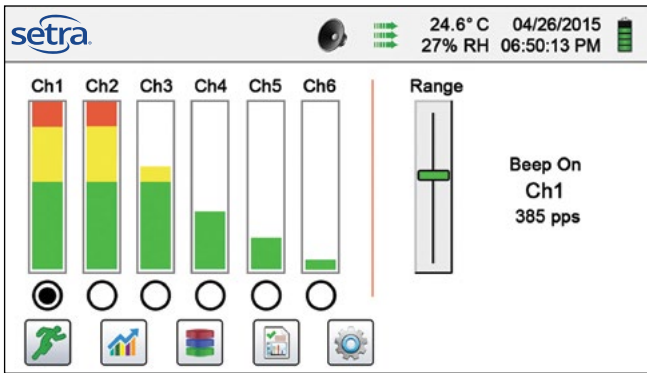 setra
24.6° C 04/26/2015
27% RH 06:50:13 PM
Ch1 Ch2 Ch3 Ch4 Ch5 Ch6 Range
Beep On
Ch1
385 pps